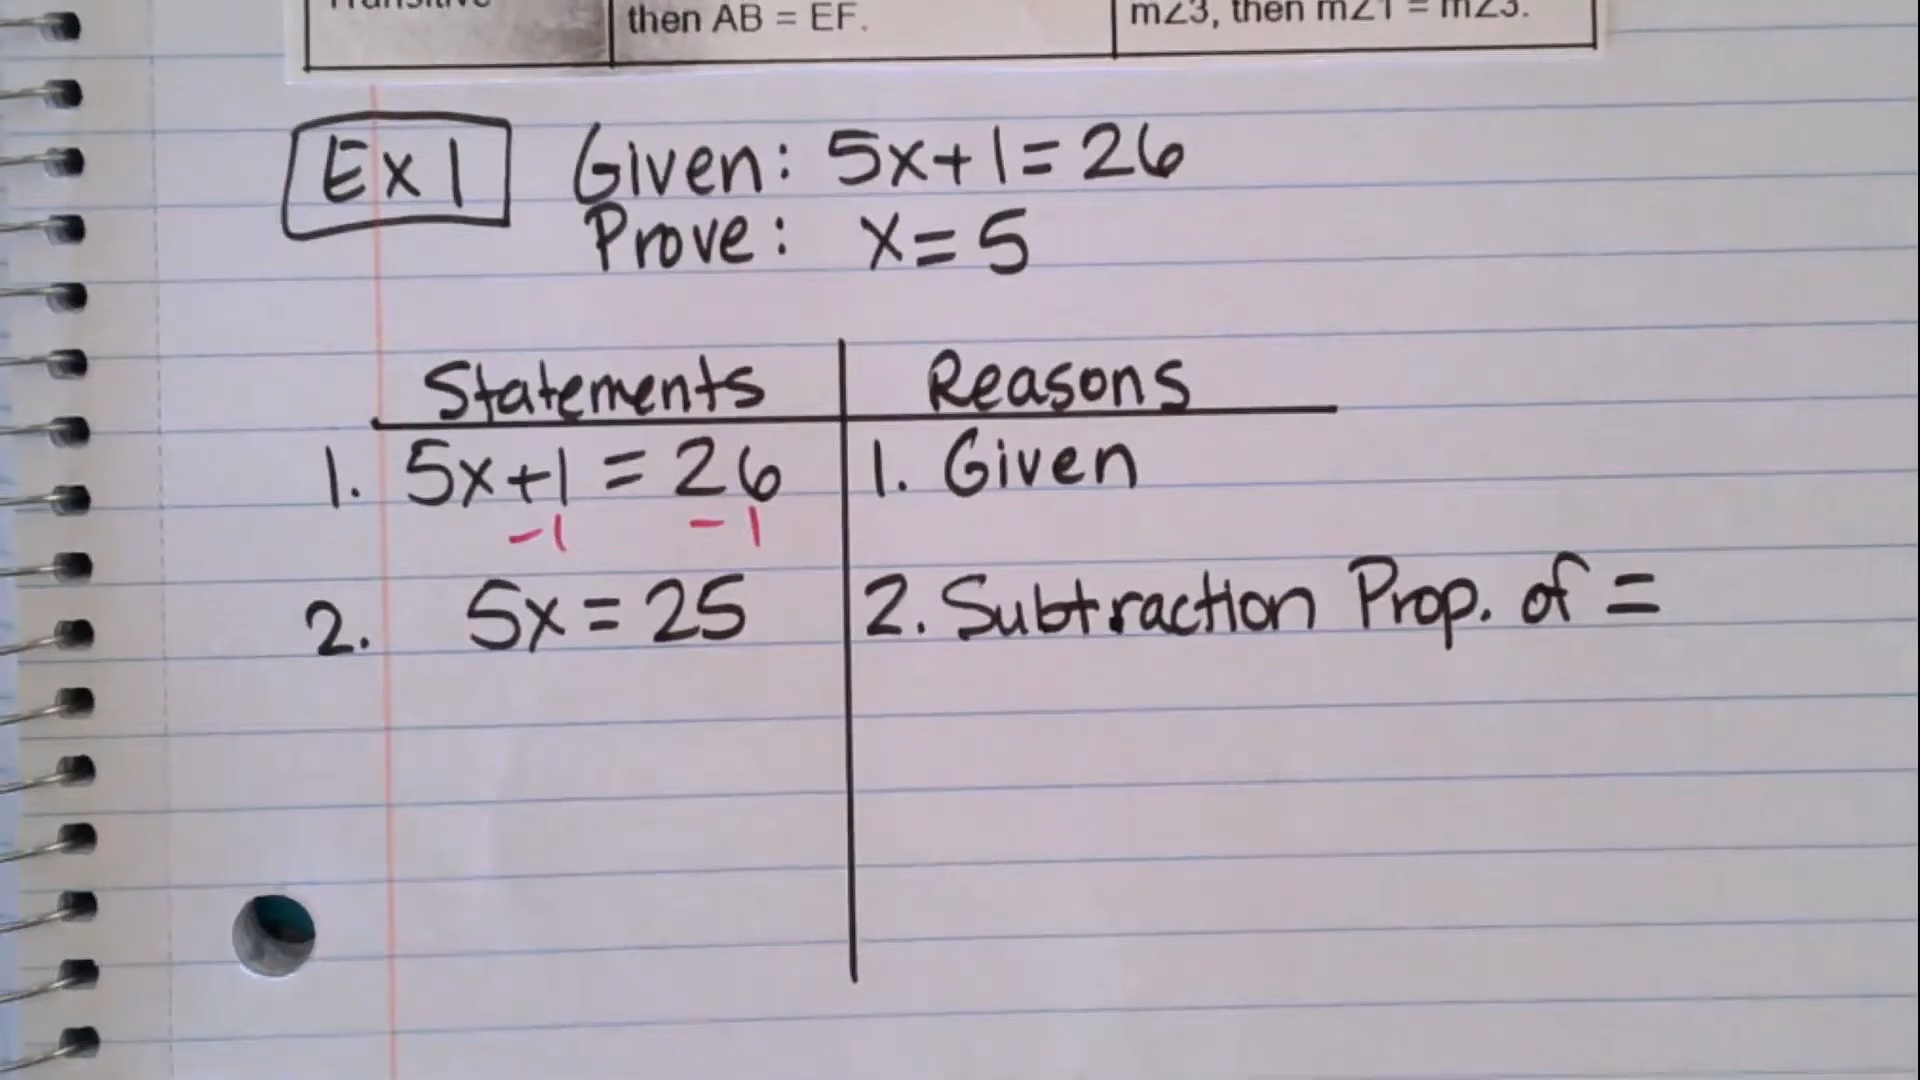 Transitive
then AB = EF.
m∠3, then m∠1 = m∠3.
Ex 1
Given: 5x+1=26
Prove: x=5
Statements
Reasons
1. 5x+1 = 26
1. Given
-1 -1
2. 5x=25
2. Subtraction Prop. of =